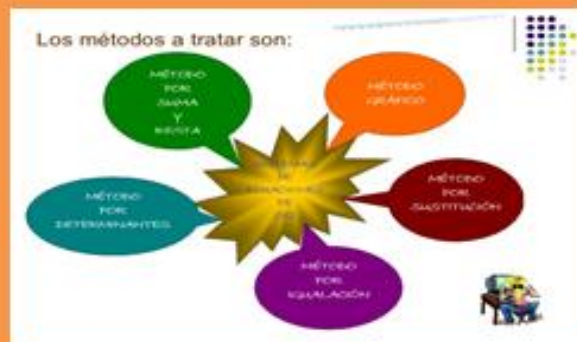 Los métodos a tratar son:
MÉTODO
POR
SUMA
Y
RESTA
MÉTODO
GRÁFICO
MÉTODO
POR
DETERMINANTES
MÉTODO
POR
SUSTITUCIÓN
MÉTODO
POR
IGUALACIÓN